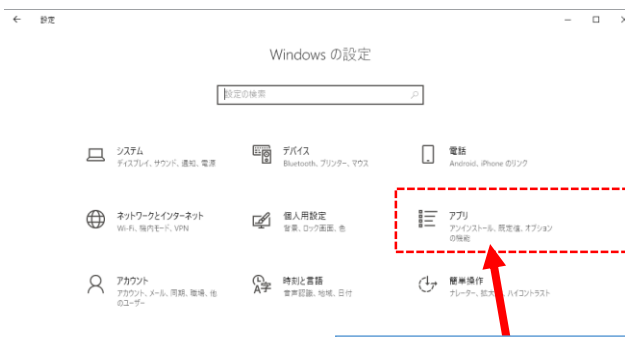 設定
Windows の設定
設定の検索
システム
ディスプレイ、サウンド、通知、電源
デバイス
Bluetooth、プリンター、マウス
電話
Android、iPhone のリンク
ネットワークとインターネット
Wi-Fi、機内モード、VPN
個人用設定
背景、ロック画面、色
アプリ
アンインストール、既定値、オプション
の機能
アカウント
アカウント、メール、同期、職場、他
のユーザー
時刻と言語
音声認識、地域、日付
簡単操作
ナレーター、拡大、ハイコントラスト